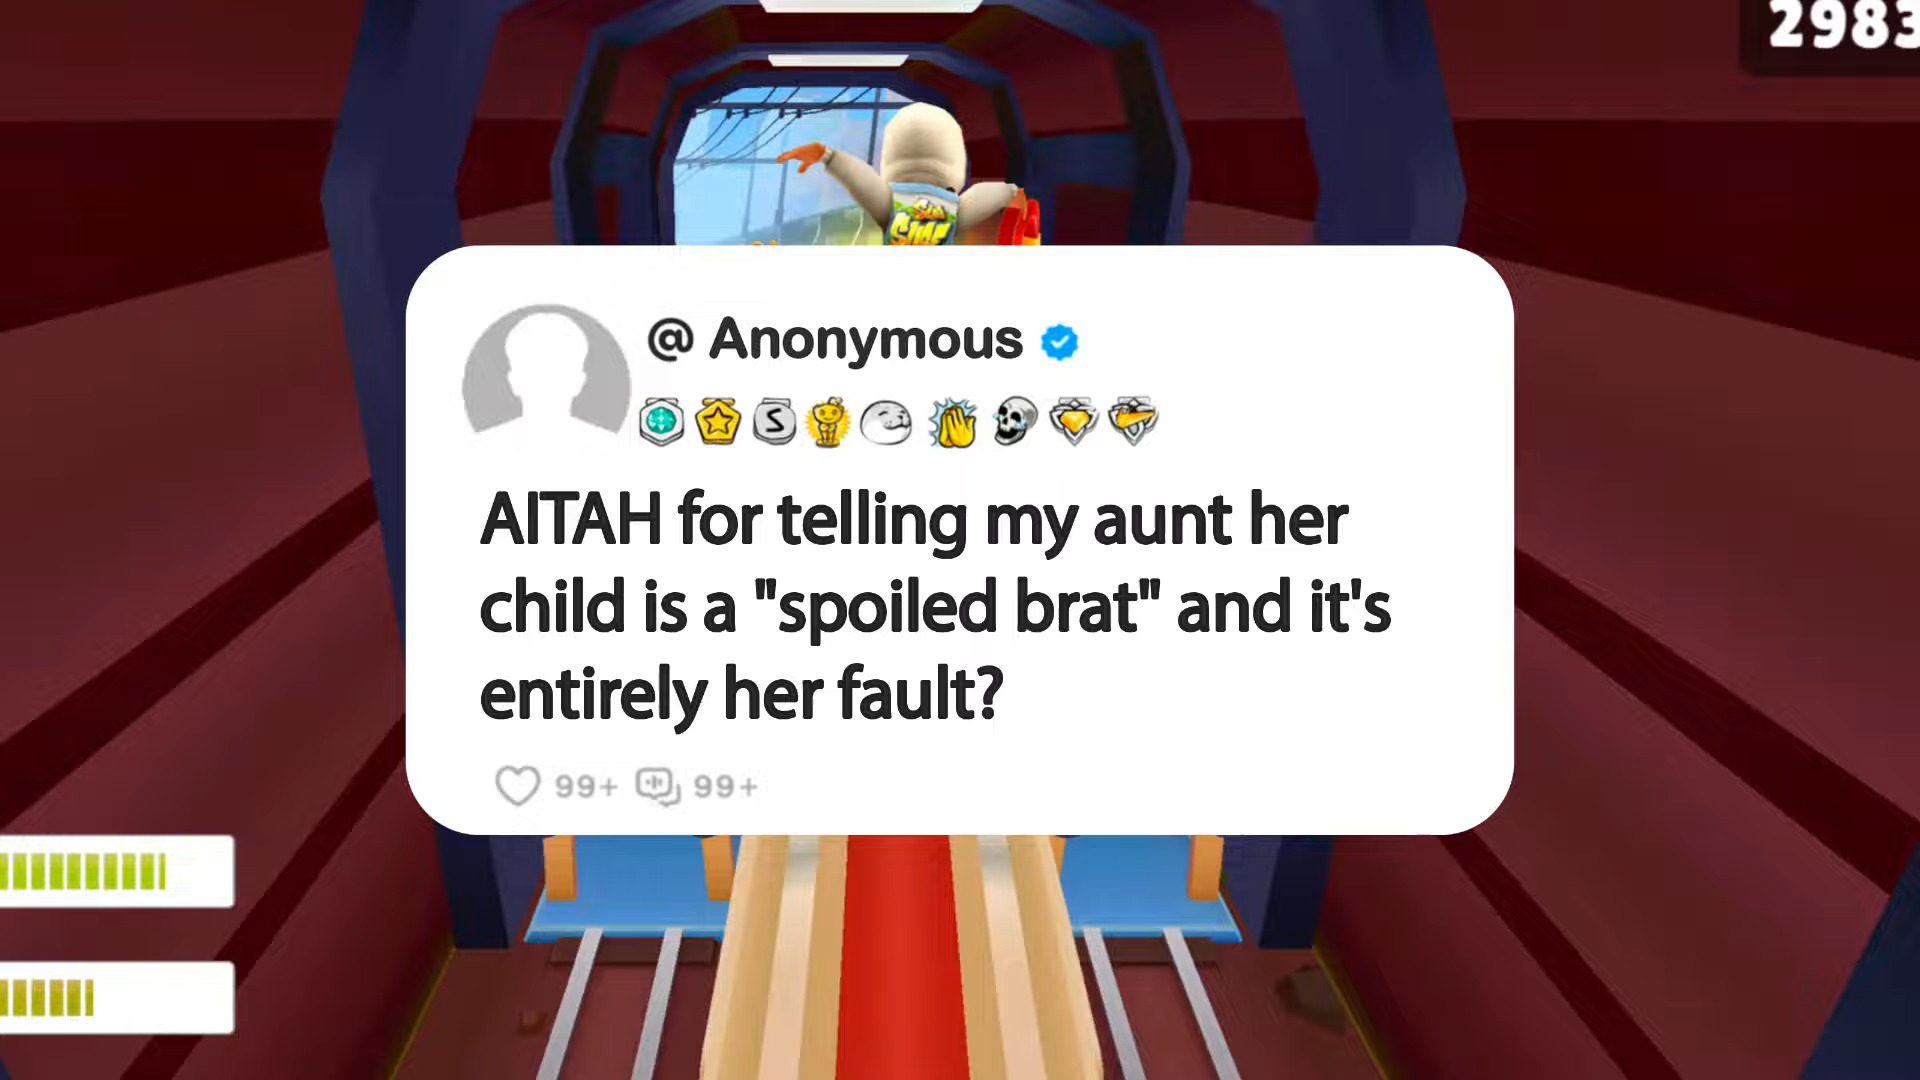 2983
@ Anonymous
AITAH for telling my aunt her
child is a "spoiled brat" and it's
entirely her fault?
99+ 99+